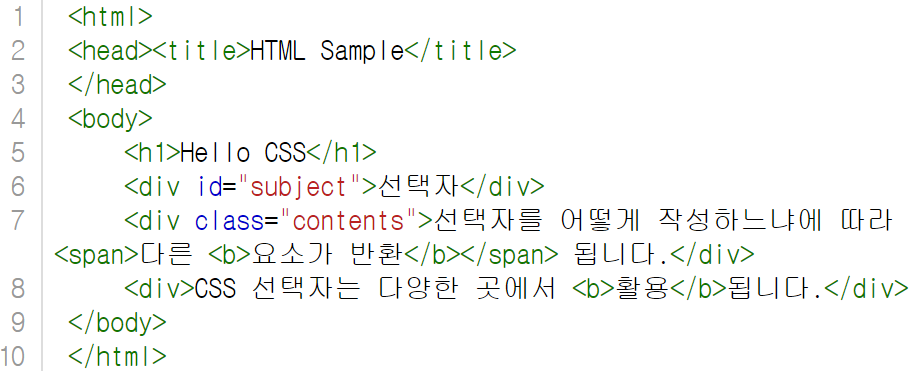 1 <html>
2 <head><title>HTML Sample</title>
3 </head>
4 <body>
5 <h1>Hello CSS</h1>
6 <div id="subject">선택자</div>
7 <div class="contents">선택자를 어떻게 작성하느냐에 따라
<span>다른 <b>요소가 반환</b></span> 됩니다.</div>
8 <div>CSS 선택자는 다양한 곳에서 <b>활용</b>됩니다.</div>
9 </body>
10 </html>